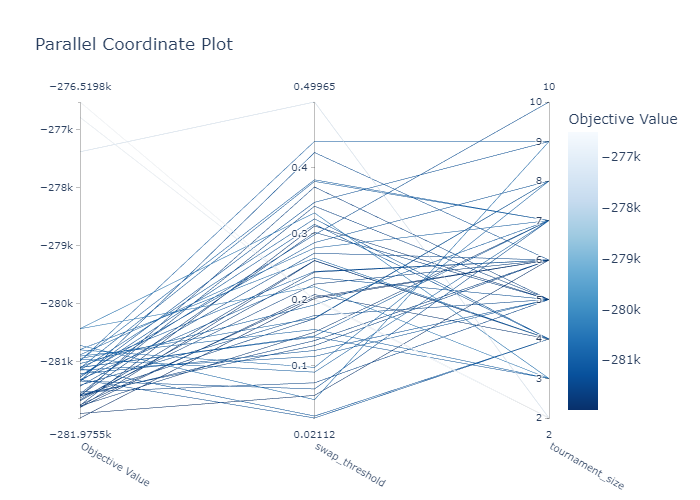 Parallel Coordinate Plot
−276.5198k
0.49965
10
Objective Value
−277k
−278k
−279k
−280k
−281k
0.4
0.3
0.2
0.1
10
9
8
7
6
5
4
3
2
−277k
−278k
−279k
−280k
−281k
−281.9755k
0.02112
2
Objective Value
swap_threshold
tournament_size